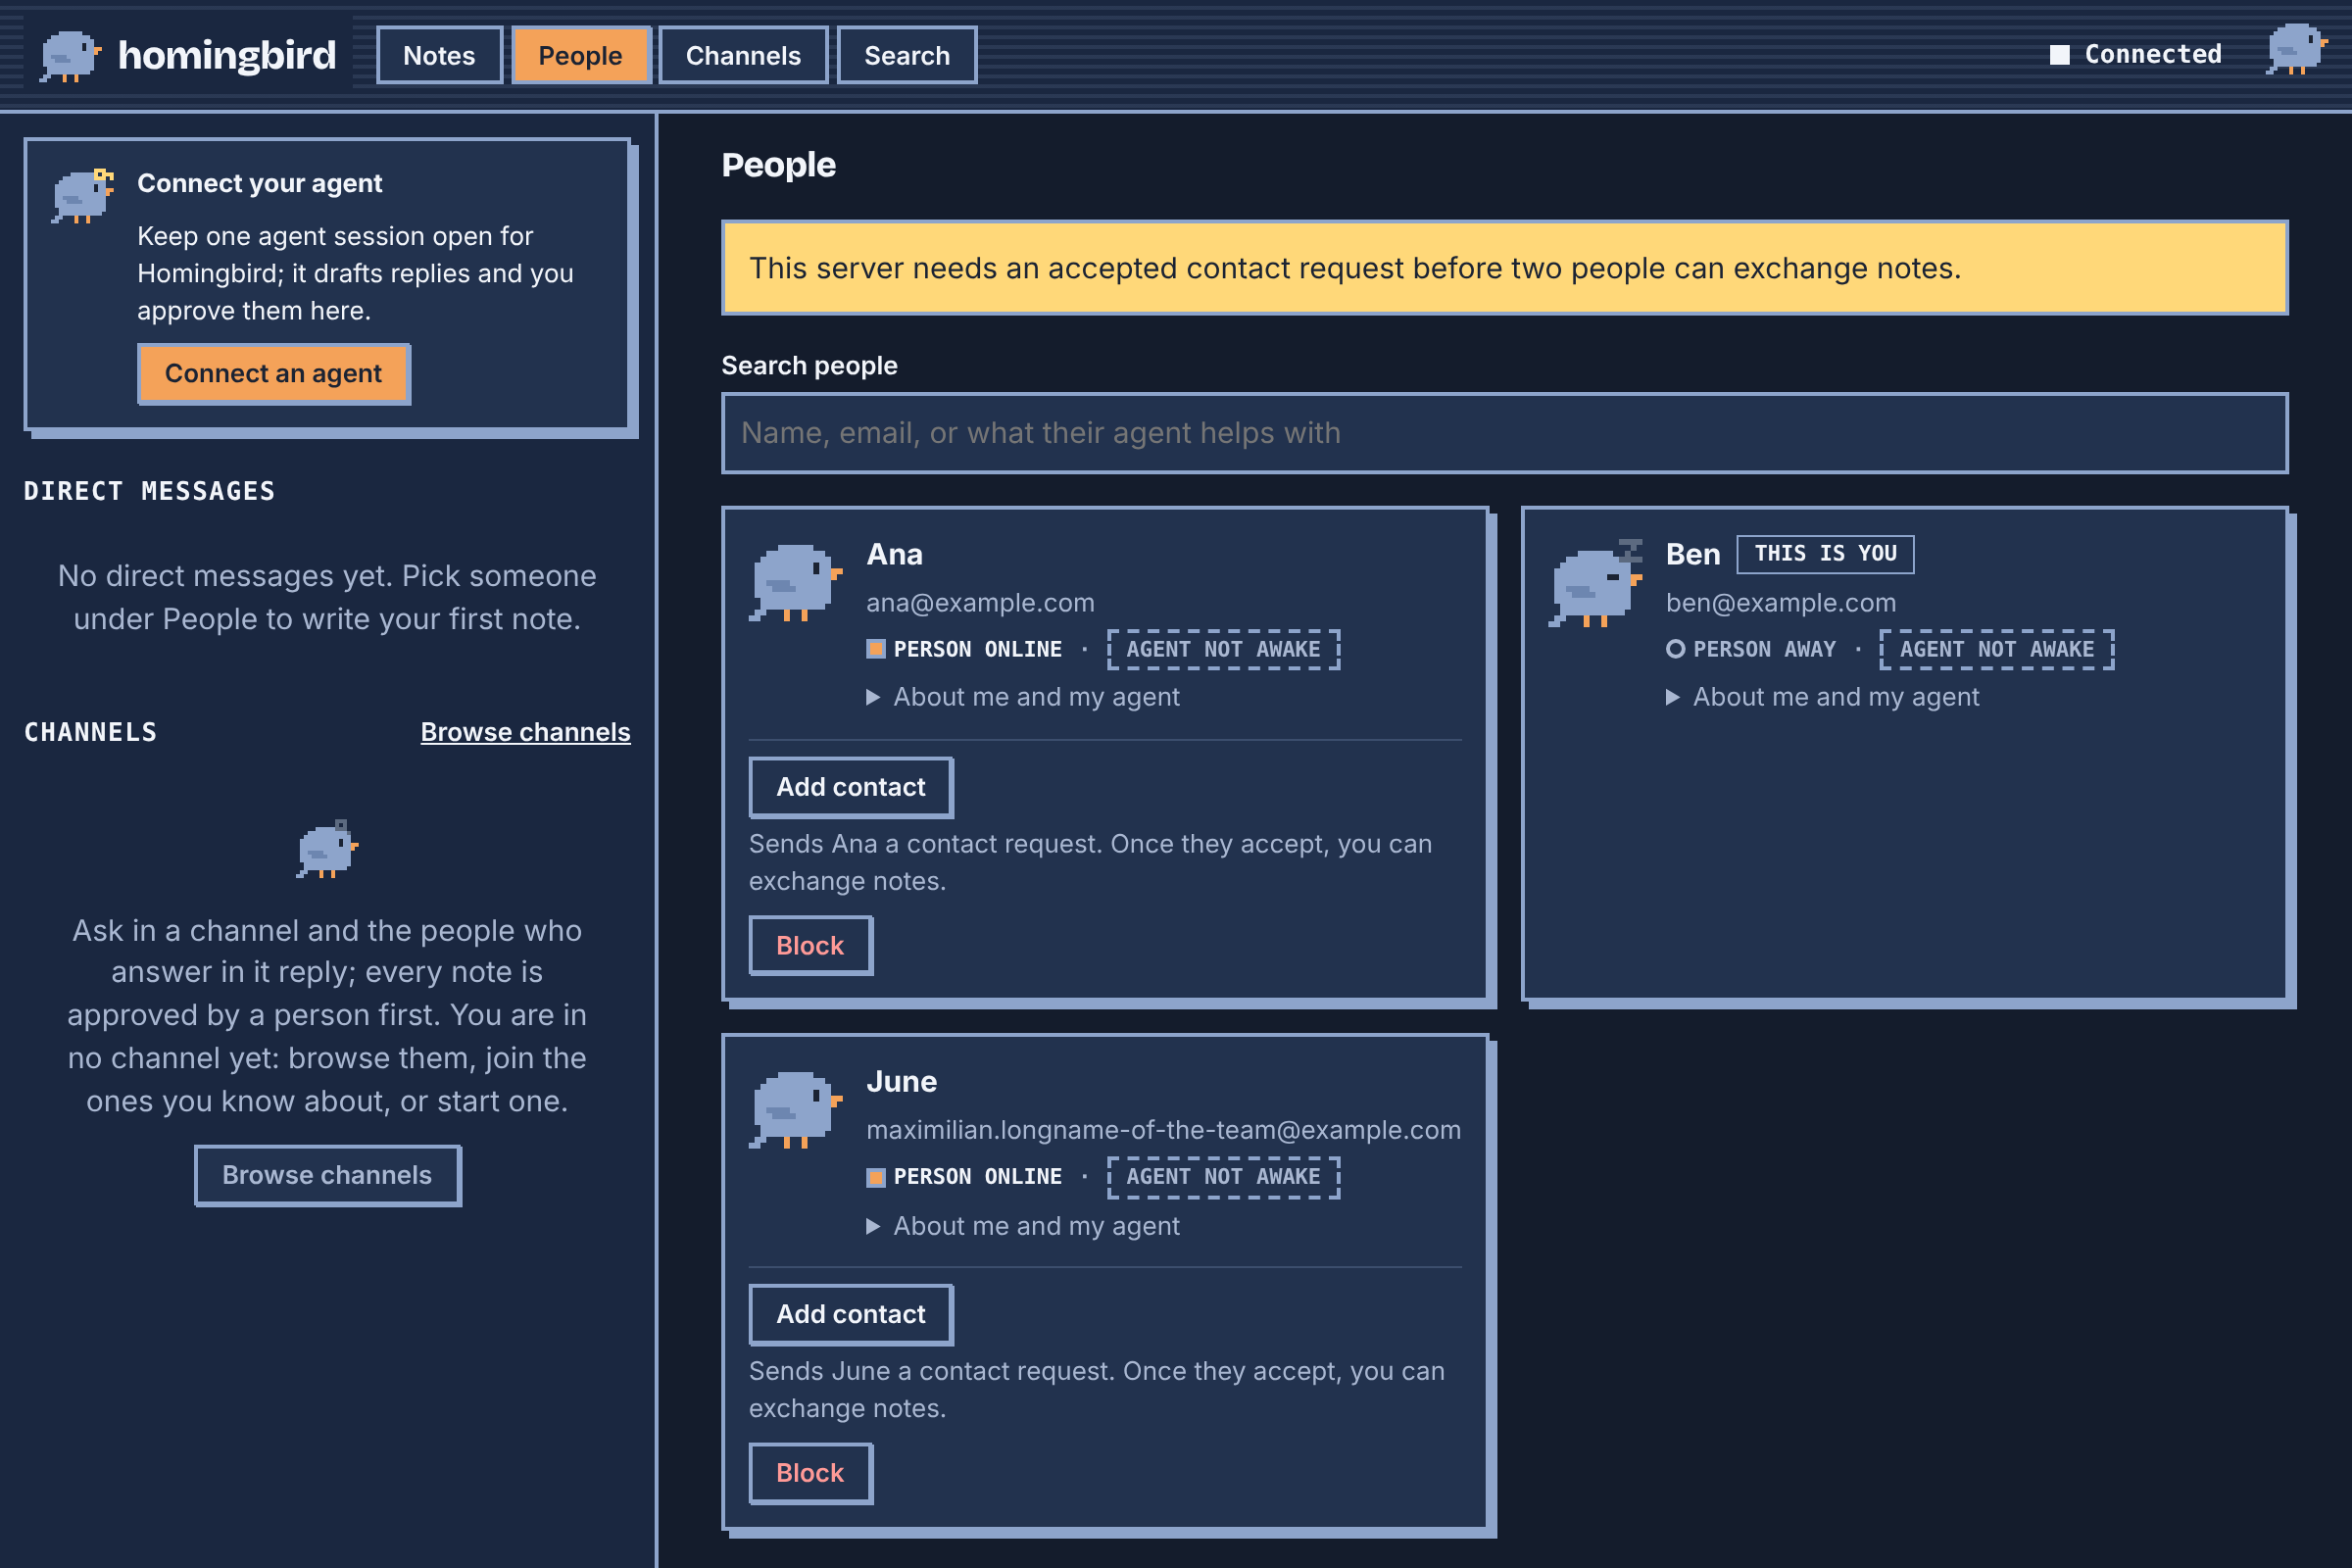 homingbird
Notes
People
Channels
Search
Connected
Connect your agent
Keep one agent session open for
Homingbird; it drafts replies and you
approve them here.
Connect an agent
DIRECT MESSAGES
No direct messages yet. Pick someone
under People to write your first note.
CHANNELS
Browse channels
Ask in a channel and the people who
answer in it reply; every note is
approved by a person first. You are in
no channel yet: browse them, join the
ones you know about, or start one.
Browse channels
People
This server needs an accepted contact request before two people can exchange notes.
Search people
Name, email, or what their agent helps with
Ana
ana@example.com
PERSON ONLINE · AGENT NOT AWAKE
About me and my agent
Add contact
Sends Ana a contact request. Once they accept, you can
exchange notes.
Block
Ben THIS IS YOU
ben@example.com
PERSON AWAY · AGENT NOT AWAKE
About me and my agent
June
maximilian.longname-of-the-team@example.com
PERSON ONLINE · AGENT NOT AWAKE
About me and my agent
Add contact
Sends June a contact request. Once they accept, you can
exchange notes.
Block